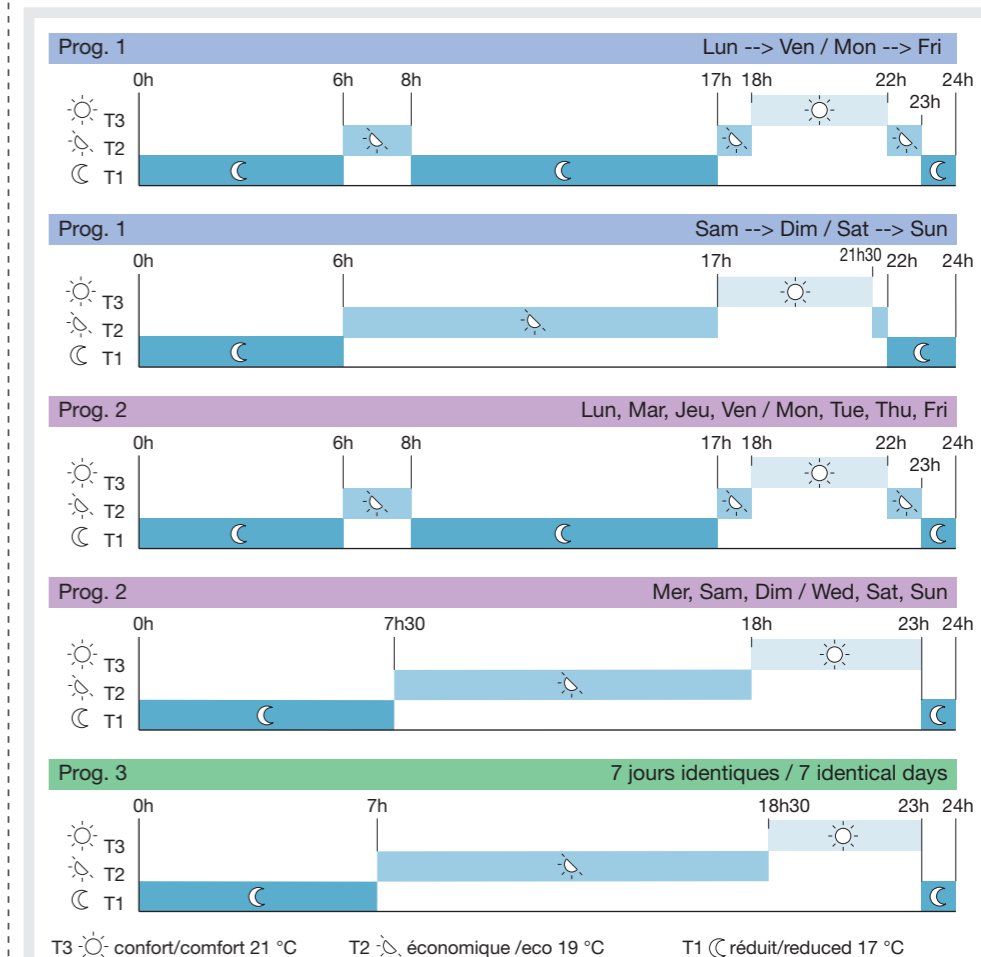 Prog. 1 Lun --> Ven / Mon --> Fri
0h 6h 8h 17h 18h 22h 24h
23h
T3
T2
T1
Prog. 1 Sam --> Dim / Sat --> Sun
0h 6h 17h 21h30 22h 24h
T3
T2
T1
Prog. 2 Lun, Mar, Jeu, Ven / Mon, Tue, Thu, Fri
0h 6h 8h 17h 18h 22h 24h
23h
T3
T2
T1
Prog. 2 Mer, Sam, Dim / Wed, Sat, Sun
0h 7h30 18h 23h 24h
T3
T2
T1
Prog. 3 7 jours identiques / 7 identical days
0h 7h 18h30 23h 24h
T3
T2
T1
T3 confort/comfort 21 °C T2 économique /eco 19 °C T1 réduit/reduced 17 °C